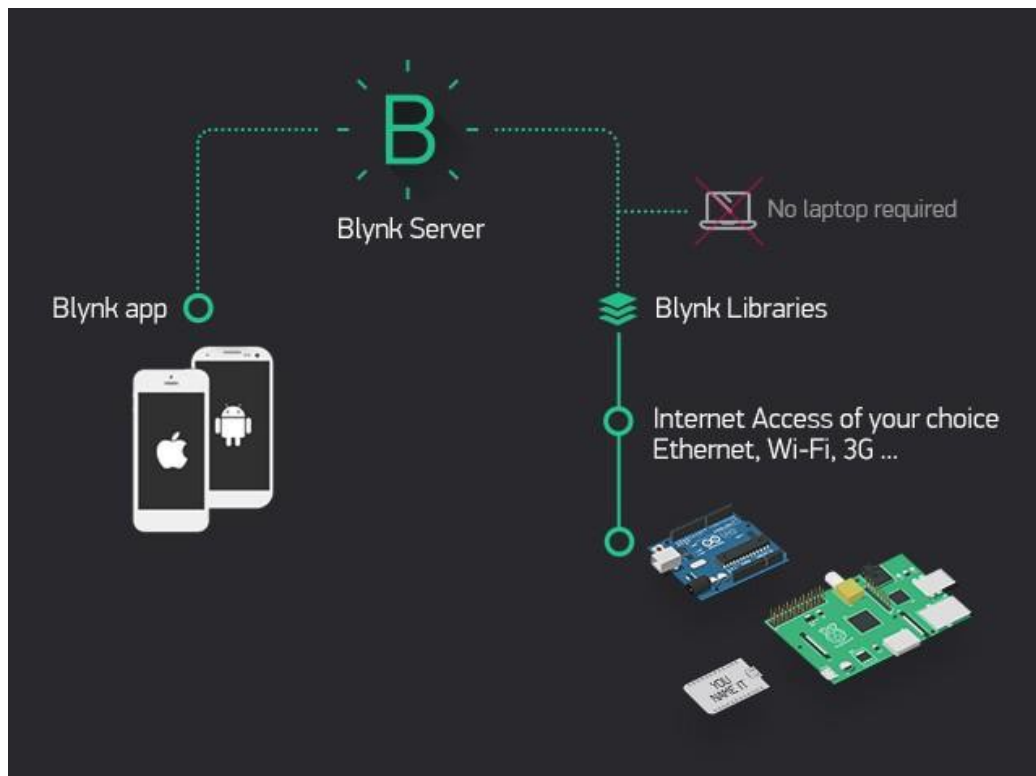 B
Blynk Server
No laptop required
Blynk app
Blynk Libraries
Internet Access of your choice
Ethernet, Wi-Fi, 3G ...
YOU
NAME IT